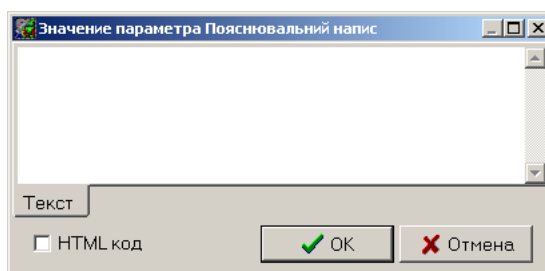 Значение параметра Пояснювальний напис
Текст
HTML код
OK
Отмена